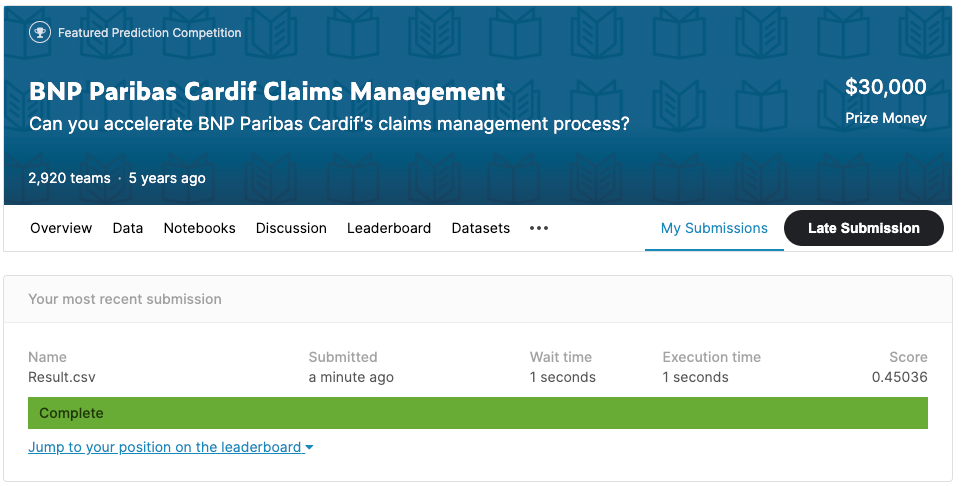 Featured Prediction Competition
BNP Paribas Cardif Claims Management
$30,000
Can you accelerate BNP Paribas Cardif's claims management process?
Prize Money
2,920 teams · 5 years ago
Overview Data Notebooks Discussion Leaderboard Datasets ••• My Submissions Late Submission
Your most recent submission
Name Submitted Wait time Execution time Score
Result.csv a minute ago 1 seconds 1 seconds 0.45036
Complete
Jump to your position on the leaderboard